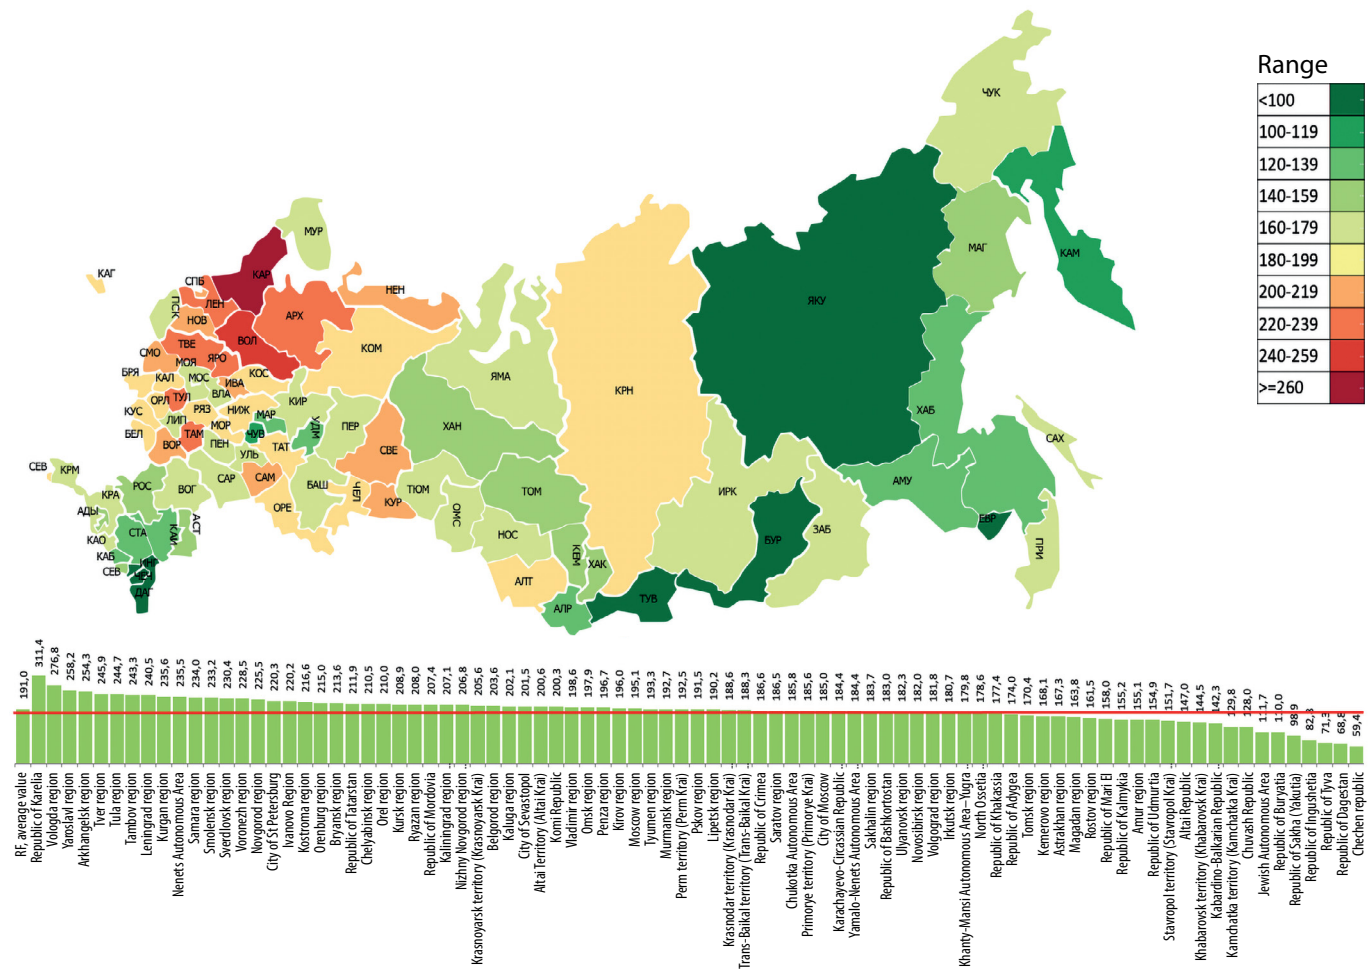 Range
<100
100-119
120-139
140-159
160-179
180-199
200-219
220-239
240-259
>=260
ЧУК
МУР
КАГ
КАР
СПБ
ЛЕН
НЕН
МАГ
КАМ
ПСК
НОВ
АРХ
ЯКУ
ВОЛ
КОМ
ТВЕ
СМО
МОЯ
ЯРО
БРЯ
КАЛ
МОС
ИВА
КОС
ЯМА
КРН
ВЛА
ОРЛ
ТУЛ
КИР
КУС
РЯЗ
НИЖ
МАР
ХАБ
ЛИП
МОР
УДМ
ПЕР
ХАН
БЕЛ
ТАМ
ЧУВ
САХ
ВОР
ПЕН
ТАТ
СВЕ
УЛЬ
СЕВ
КРМ
САР
САМ
БАШ
ЧЕЛ
ТЮМ
ТОМ
ИРК
АМУ
РОС
ВОГ
КРА
КУР
ОРЕ
АДЫ
ОМС
ЕВР
СТА
АСТ
НОС
ЗАБ
КАО
БУР
ПРИ
КАБ
КЕМ
ХАК
СЕВ
ИНГ
ЧЕЧ
АЛТ
ДАГ
АЛР
ТУВ
191,0
311,4
276,8
258,2
254,3
245,9
244,7
243,3
240,5
235,6
235,5
234,0
233,2
230,4
228,5
225,5
220,3
220,2
216,6
215,0
213,6
211,9
210,5
210,0
208,9
208,0
207,4
207,1
206,8
205,6
203,6
202,1
201,5
200,6
200,3
198,6
197,9
196,7
196,0
195,1
193,3
192,7
192,5
191,5
190,2
188,6
188,3
186,6
186,5
185,8
185,6
185,0
184,4
184,4
183,7
183,0
182,3
182,0
181,8
180,7
179,8
178,6
177,4
174,0
170,4
168,1
167,3
163,8
161,5
158,0
155,2
155,1
154,9
151,7
147,0
144,5
142,3
129,8
128,0
111,7
110,0
98,9
71,3
68,8
59,4
RF, average value
Republic of Karelia
Vologda region
Yaroslavl region
Arkhangelsk region
Tver region
Tula region
Tambov region
Leningrad region
Kurgan region
Nenets Autonomous Area
Samara region
Smolensk region
Sverdlovsk region
Voronezh region
Novgorod region
City of St Petersburg
Ivanovo Region
Kostroma region
Orenburg region
Bryansk region
Republic of Tatarstan
Chelyabinsk region
Orel region
Kursk region
Ryazan region
Republic of Mordovia
Kaliningrad region
Nizhny Novgorod region...
Krasnoyarsk territory (Krasnoyarsk Krai)
Belgorod region
Kaluga region
City of Sevastopol
Altai Territory (Altai Krai)
Komi Republic
Vladimir region
Omsk region
Penza region
Kirov region
Moscow region
Tyumen region
Murmansk region
Perm territory (Perm Krai)
Pskov region
Lipetsk region
Krasnodar territory (Krasnodar Krai)...
Trans-Baikal territory (Trans-Baikal Krai)
Republic of Crimea
Saratov region
Chukotka Autonomous Area
Primorye territory (Primorye Krai)
City of Moscow
Karachayevo-Circassian Republic..
Yamalo-Nenets Autonomous Area..
Sakhalin region
Republic of Bashkortostan
Ulyanovsk region
Novosibirsk region
Volgograd region
Irkutsk region
Khanty-Mansi Autonomous Area–Yugra...
North Ossetia...
Republic of Khakassia
Republic of Adygea
Tomsk region
Kemerovo region
Astrakhan region
Magadan region
Rostov region
Republic of Mari El
Republic of Kalmykia
Amur region
Republic of Udmurtia
Stavropol territory (Stavropol Krai)..
Altai Republic
Khabarovsk territory (Khabarovsk Krai)
Kabardino-Balkarian Republic..
Kamchatka territory (Kamchatka Krai)
Chuvash Republic
Jewish Autonomous Area
Republic of Buryatia
Republic of Sakha (Yakutia)
Republic of Ingushetia
Republic of Tyva
Republic of Dagestan
Chechen republic